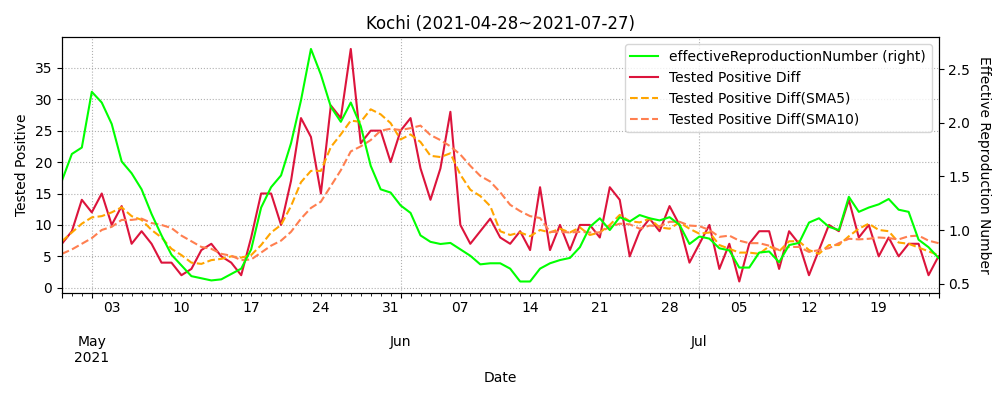 Kochi (2021-04-28~2021-07-27)
effectiveReproductionNumber (right)
Tested Positive Diff
Tested Positive Diff(SMA5)
Tested Positive Diff(SMA10)
Tested Positive
35
30
25
20
15
10
5
0
2.5
2.0
1.5
1.0
0.5
Effective Reproduction Number
03 10 17 24 31 07 14 21 28 05 12 19
May Jun Jul
2021
Date